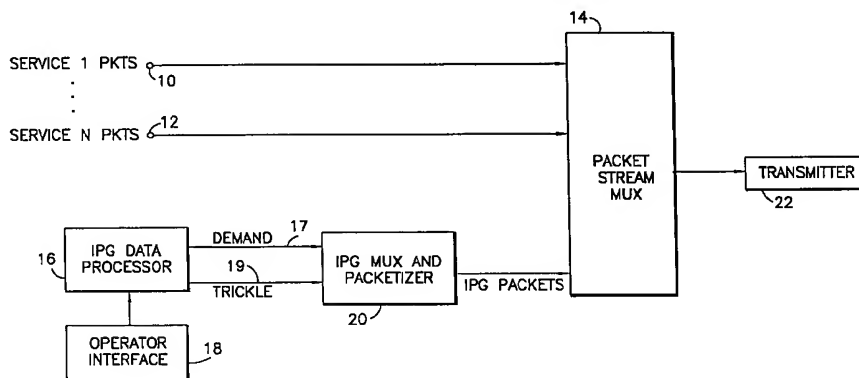 14
SERVICE 1 PKTS
10
SERVICE N PKTS
12
PACKET
STREAM
MUX
TRANSMITTER
22
16
IPG DATA
PROCESSOR
DEMAND
17
19
TRICKLE
IPG MUX AND
PACKETIZER
20
IPG PACKETS
OPERATOR
INTERFACE
18